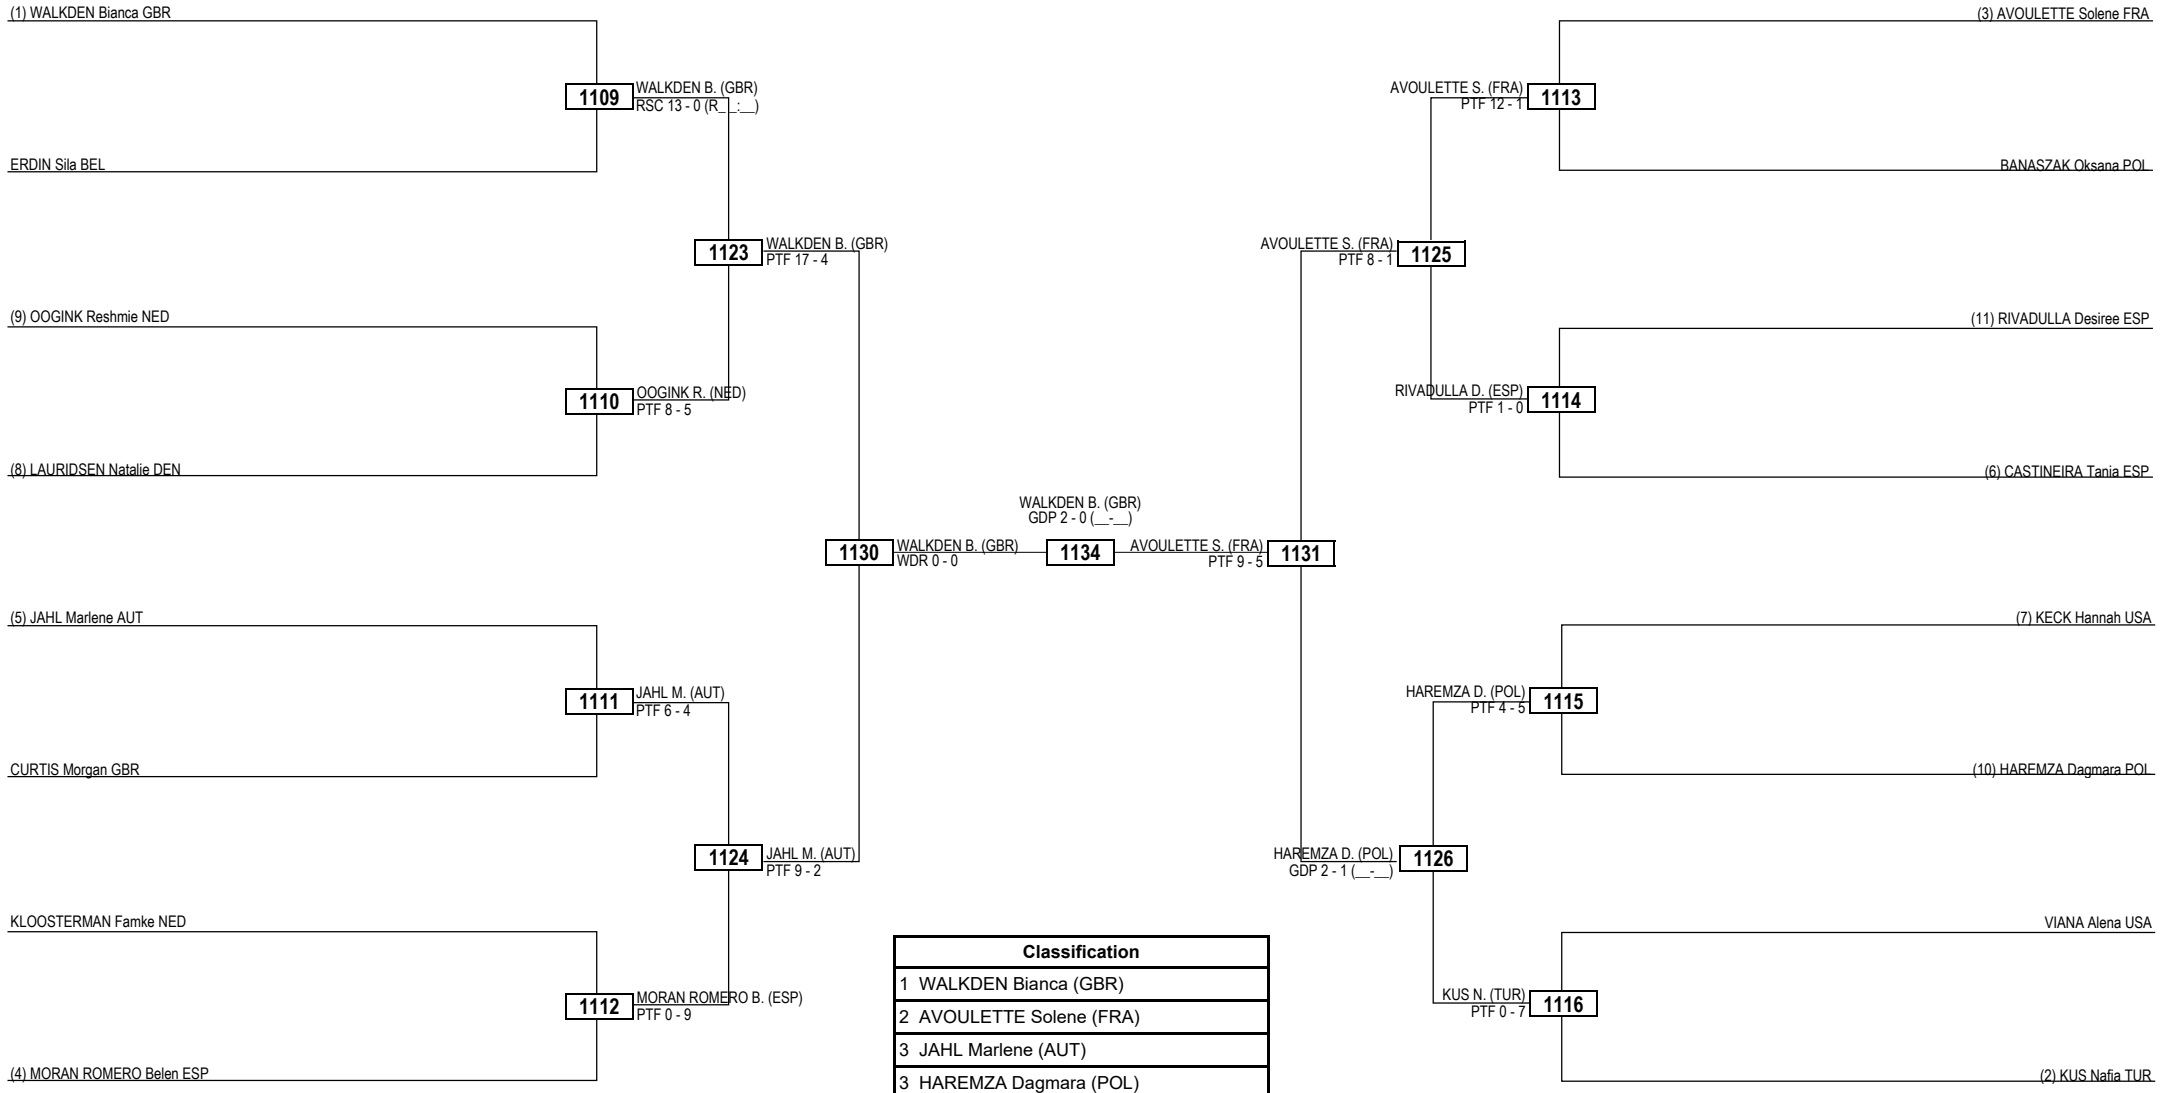 (1) WALKDEN Bianca GBR
(3) AVOULETTE Solene FRA
1109
WALKDEN B. (GBR)
RSC 13 - 0 (R__:__)
AVOULETTE S. (FRA)
PTF 12 - 1
1113
ERDIN Sila BEL
BANASZAK Oksana POL
1123
WALKDEN B. (GBR)
PTF 17 - 4
AVOULETTE S. (FRA)
PTF 8 - 1
1125
(9) OOGINK Reshmie NED
(11) RIVADULLA Desiree ESP
1110
OOGINK R. (NED)
PTF 8 - 5
RIVADULLA D. (ESP)
PTF 1 - 0
1114
(8) LAURIDSEN Natalie DEN
(6) CASTINEIRA Tania ESP
WALKDEN B. (GBR)
GDP 2 - 0 (__-__)
1130
WALKDEN B. (GBR)
WDR 0 - 0
1134
AVOULETTE S. (FRA)
PTF 9 - 5
1131
(5) JAHL Marlene AUT
(7) KECK Hannah USA
1111
JAHL M. (AUT)
PTF 6 - 4
HAREMZA D. (POL)
PTF 4 - 5
1115
CURTIS Morgan GBR
(10) HAREMZA Dagmara POL
1124
JAHL M. (AUT)
PTF 9 - 2
HAREMZA D. (POL)
GDP 2 - 1 (__-__)
1126
KLOOSTERMAN Famke NED
VIANA Alena USA
1112
MORAN ROMERO B. (ESP)
PTF 0 - 9
KUS N. (TUR)
PTF 0 - 7
1116
(4) MORAN ROMERO Belen ESP
(2) KUS Nafia TUR
Classification
1 WALKDEN Bianca (GBR)
2 AVOULETTE Solene (FRA)
3 JAHL Marlene (AUT)
3 HAREMZA Dagmara (POL)